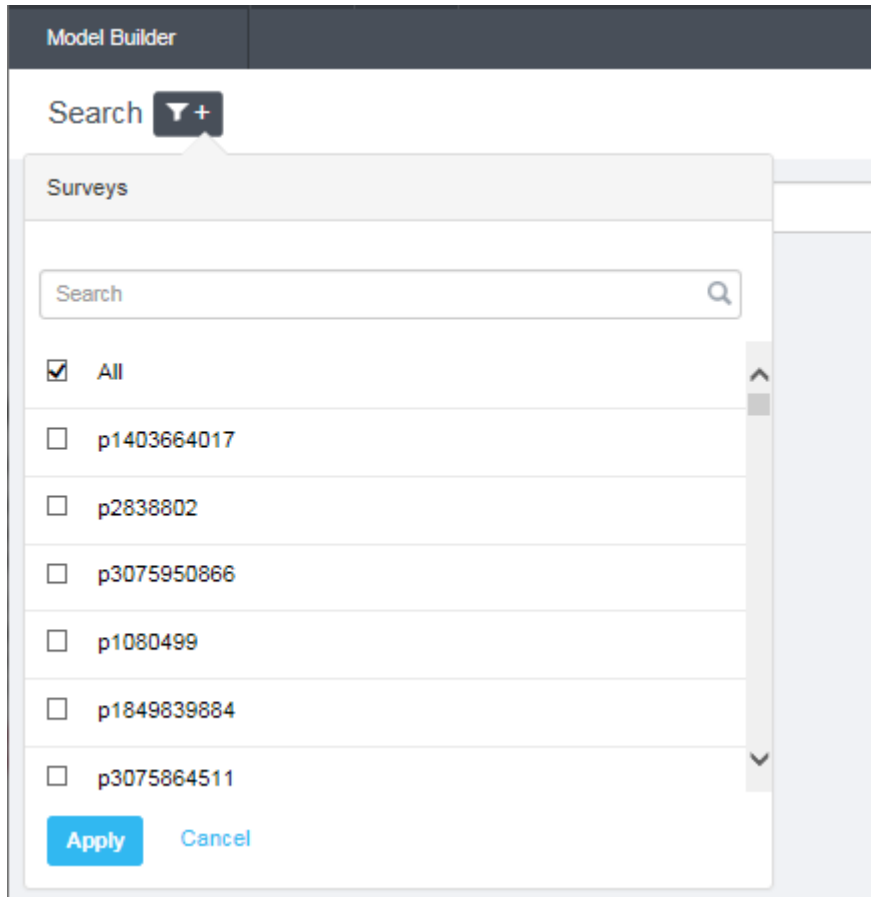 Model Builder
Search +
Surveys
Search
All
p1403664017
p2838802
p3075950866
p1080499
p1849839884
p3075864511
Apply Cancel